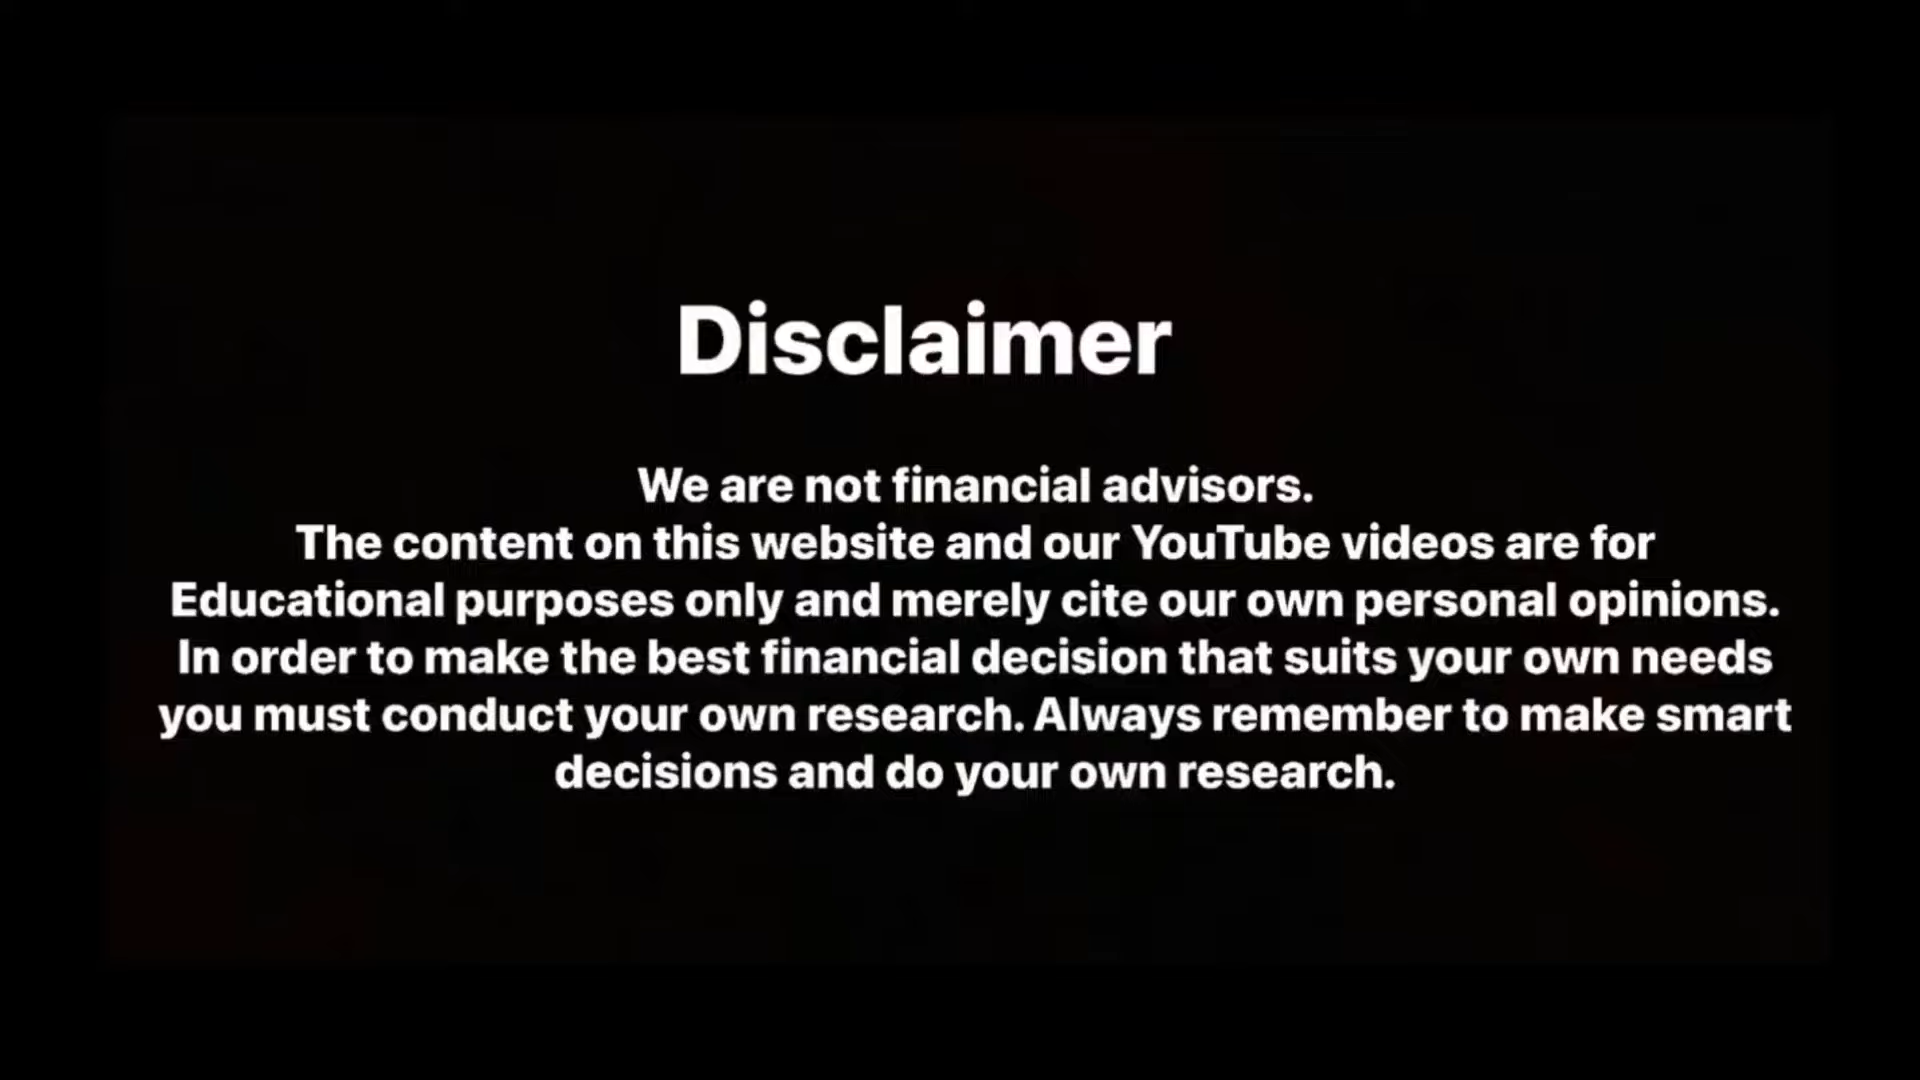 Disclaimer
We are not financial advisors.
The content on this website and our YouTube videos are for
Educational purposes only and merely cite our own personal opinions.
In order to make the best financial decision that suits your own needs
you must conduct your own research. Always remember to make smart
decisions and do your own research.